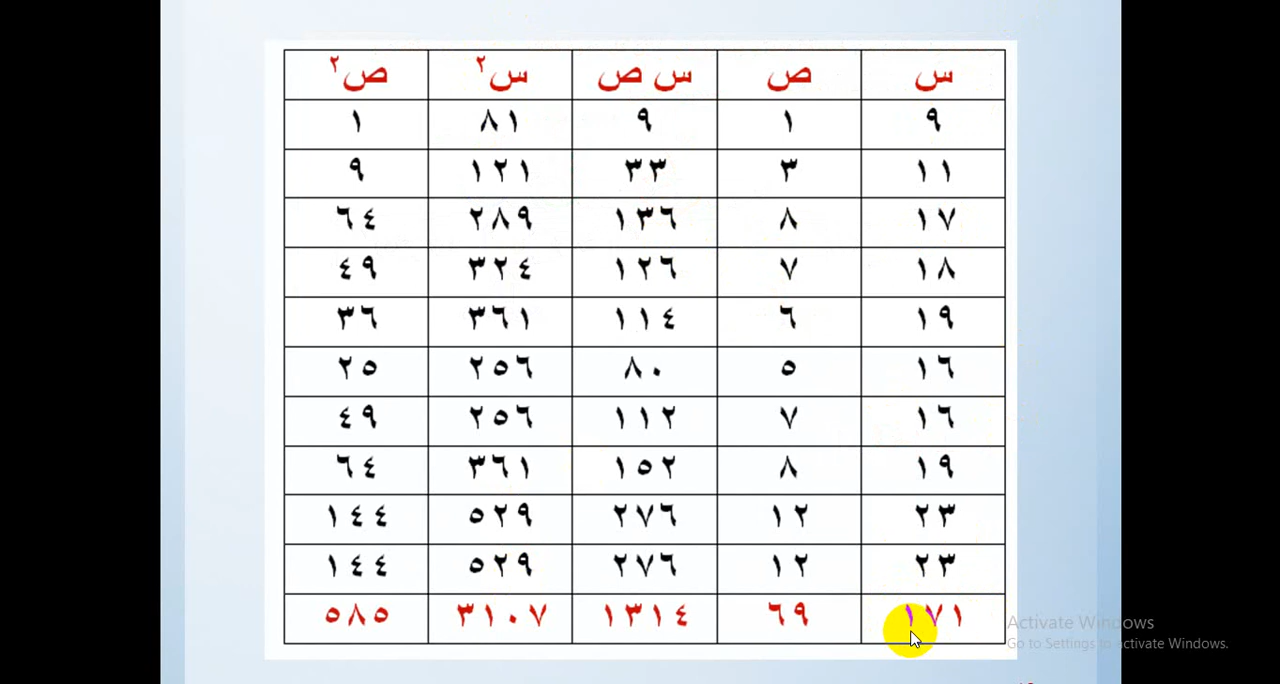 س ص س ص س٢ ص٢
٩ ١ ٩ ٨١ ١
١١ ٣ ٣٣ ١٢١ ٩
١٧ ٨ ١٣٦ ٢٨٩ ٦٤
١٨ ٧ ١٢٦ ٣٢٤ ٤٩
١٩ ٦ ١١٤ ٣٦١ ٣٦
١٦ ٥ ٨٠ ٢٥٦ ٢٥
١٦ ٧ ١١٢ ٢٥٦ ٤٩
١٩ ٨ ١٥٢ ٣٦١ ٦٤
٢٣ ١٢ ٢٧٦ ٥٢٩ ١٤٤
٢٣ ١٢ ٢٧٦ ٥٢٩ ١٤٤
١٧١ ٦٩ ١٣١٤ ٣١٠٧ ٥٨٥
Activate Windows
Go to Settings to activate Windows.